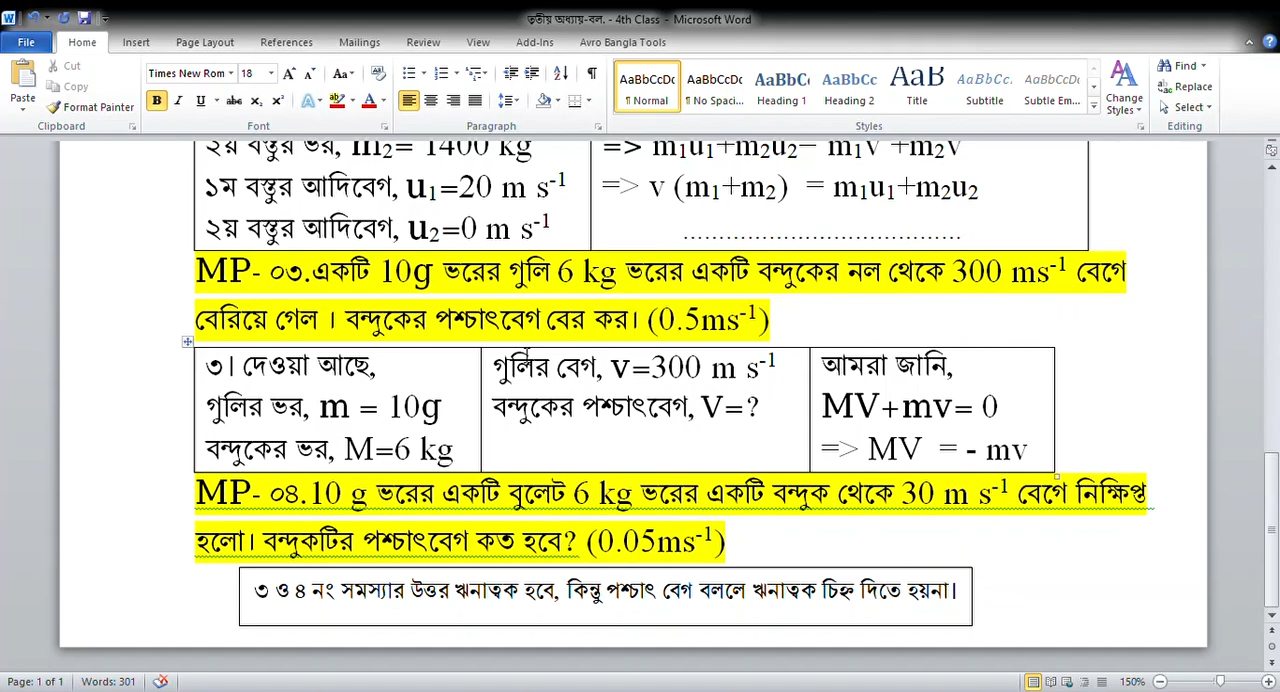 তৃতীয় অধ্যায়-বল. - 4th Class - Microsoft Word
File Home Insert Page Layout References Mailings Review View Add-Ins Avro Bangla Tools
Paste Cut Copy Format Painter Clipboard
Times New Rom 18 Font
Paragraph
AaBbCcDc AaBbCcDc AaBbC AaBbCc AaB AaBbCc. AaBbCcDc
¶ Normal ¶ No Spaci... Heading 1 Heading 2 Title Subtitle Subtle Em...
Styles
Change Styles
Find Replace Select Editing
২য় বস্তুর ভর, m2= 1400 kg
১ম বস্তুর আদিবেগ, u1=20 m s-1
২য় বস্তুর আদিবেগ, u2=0 m s-1
=> m1u1+m2u2= m1v +m2v
=> v (m1+m2) = m1u1+m2u2
......................................
MP- ০৩.একটি 10g ভরের গুলি 6 kg ভরের একটি বন্দুকের নল থেকে 300 ms-1 বেগে
বেরিয়ে গেল । বন্দুকের পশ্চাৎবেগ বের কর। (0.5ms-1)
৩। দেওয়া আছে,
গুলির ভর, m = 10g
বন্দুকের ভর, M=6 kg
গুলির বেগ, v=300 m s-1
বন্দুকের পশ্চাৎবেগ, V=?
আমরা জানি,
MV+mv= 0
=> MV = - mv
MP- ০৪.10 g ভরের একটি বুলেট 6 kg ভরের একটি বন্দুক থেকে 30 m s-1 বেগে নিক্ষিপ্ত
হলো। বন্দুকটির পশ্চাৎবেগ কত হবে? (0.05ms-1)
৩ ও ৪ নং সমস্যার উত্তর ঋনাত্বক হবে, কিন্তু পশ্চাৎ বেগ বললে ঋনাত্বক চিহ্ন দিতে হয়না।
Page: 1 of 1 Words: 301 150%